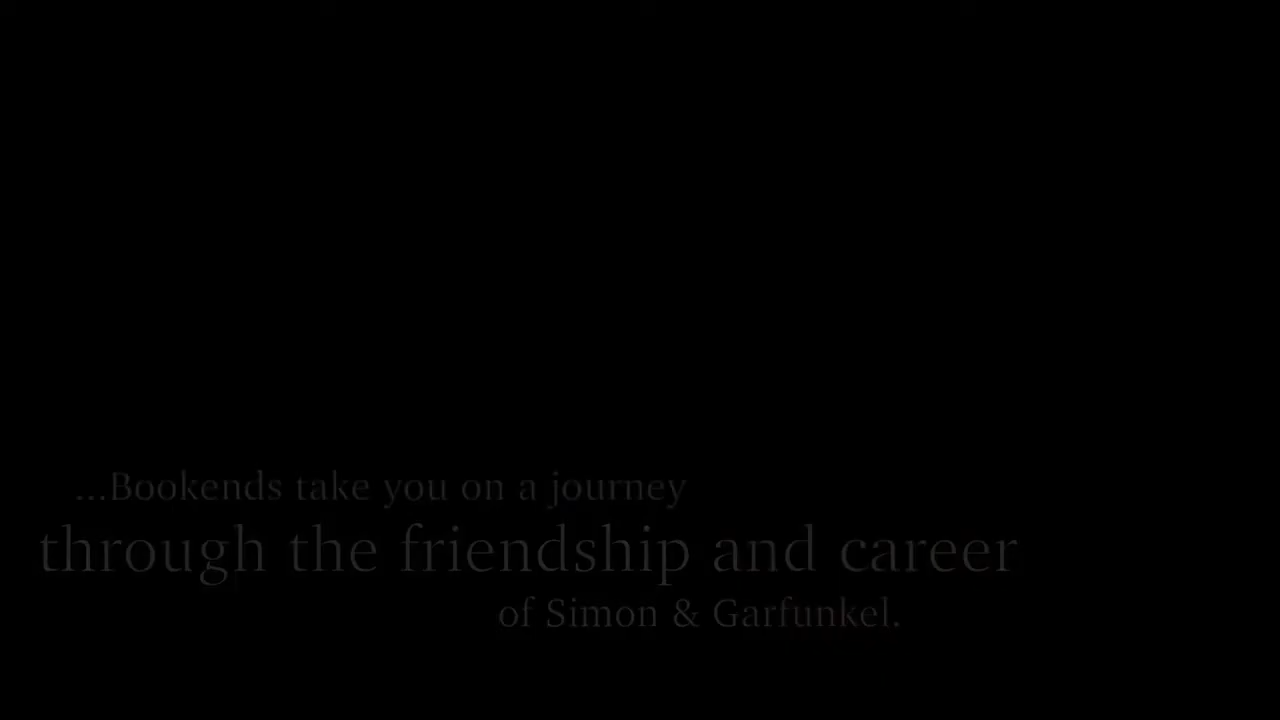 ...Bookends take you on a journey
through the friendship and career
of Simon & Garfunkel.